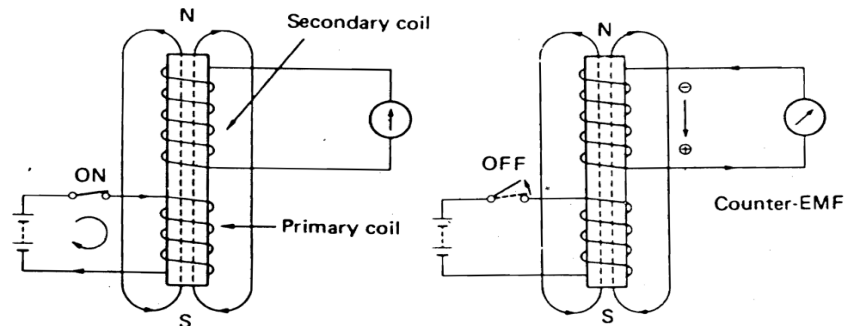 N
Secondary coil
ON
Primary coil
S
N
⊖
OFF
⊕
Counter-EMF
S